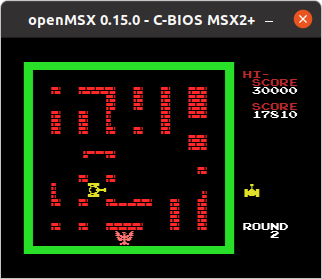 openMSX 0.15.0 - C-BIOS MSX2+ –
HI-
SCORE
30000
SCORE
17810
ROUND
2